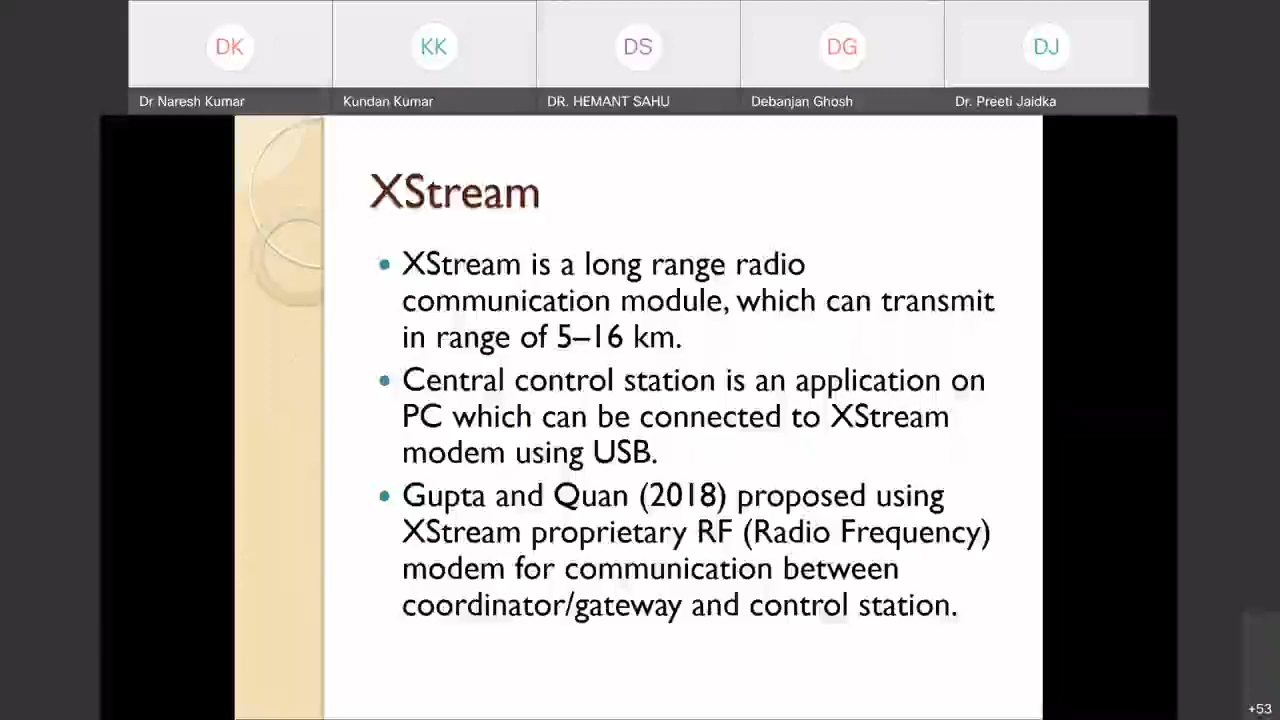 DK
KK
DS
DG
DJ
Dr Naresh Kumar
Kundan Kumar
DR. HEMANT SAHU
Debanjan Ghosh
Dr. Preeti Jaidka
XStream
• XStream is a long range radio
communication module, which can transmit
in range of 5–16 km.
• Central control station is an application on
PC which can be connected to XStream
modem using USB.
• Gupta and Quan (2018) proposed using
XStream proprietary RF (Radio Frequency)
modem for communication between
coordinator/gateway and control station.
+53